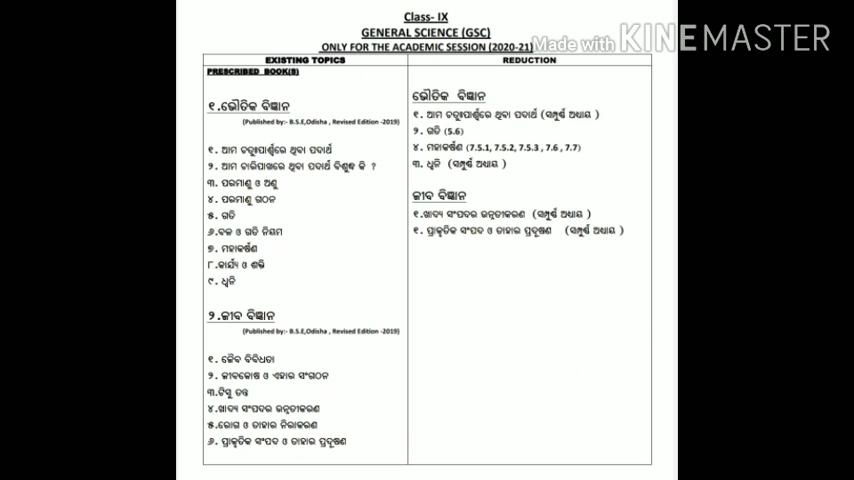 Class- IX
GENERAL SCIENCE (GSC)
ONLY FOR THE ACADEMIC SESSION (2020-21)
Made with KINEMASTER
EXISTING TOPICS
PRESCRIBED BOOK(S)
୧.ଭୌତିକ ବିଜ୍ଞାନ
(Published by:- B.S.E,Odisha , Revised Edition -2019)
୧. ଆମ ଚତୁଃପାର୍ଶ୍ଵରେ ଥିବା ପଦାର୍ଥ
୨. ଆମ ଚାରିପାଖରେ ଥିବା ପଦାର୍ଥ ବିଶୁଦ୍ଧ କି ?
୩. ପରମାଣୁ ଓ ଅଣୁ
୪. ପରମାଣୁ ଗଠନ
୫. ଗତି
୬.ବଳ ଓ ଗତି ନିୟମ
୭. ମହାକର୍ଷଣ
୮.କାର୍ଯ୍ୟ ଓ ଶକ୍ତି
୯. ଧ୍ଵନି
୨.ଜୀବ ବିଜ୍ଞାନ
(Published by:- B.S.E,Odisha , Revised Edition -2019)
୧. ଜୈବ ବିବିଧତା
୨. ଜୀବକୋଷ ଓ ଏହାର ସଂଗଠନ
୩.ଟିସୁ ତନ୍ତ
୪.ଖାଦ୍ୟ ସଂପଦର ଉନ୍ନତୀକରଣ
୫.ରୋଗ ଓ ତାହାର ନିରାକରଣ
୬. ପ୍ରାକୃତିକ ସଂପଦ ଓ ତାହାର ପ୍ରଦୂଷଣ
REDUCTION
ଭୌତିକ ବିଜ୍ଞାନ
୧. ଆମ ଚତୁଃପାର୍ଶ୍ଵରେ ଥିବା ପଦାର୍ଥ (ସମ୍ପୁର୍ଣ୍ଣ ଅଧ୍ୟାୟ )
୨. ଗତି (5.6)
୪. ମହାକର୍ଷଣ (7.5.1, 7.5.2, 7.5.3 , 7.6 , 7.7)
୩. ଧ୍ଵନି (ସମ୍ପୁର୍ଣ୍ଣ ଅଧ୍ୟାୟ )
ଜୀବ ବିଜ୍ଞାନ
୧.ଖାଦ୍ୟ ସଂପଦର ଉନ୍ନତୀକରଣ (ସମ୍ପୁର୍ଣ୍ଣ ଅଧ୍ୟାୟ )
୧. ପ୍ରାକୃତିକ ସଂପଦ ଓ ତାହାର ପ୍ରଦୂଷଣ (ସମ୍ପୁର୍ଣ୍ଣ ଅଧ୍ୟାୟ )